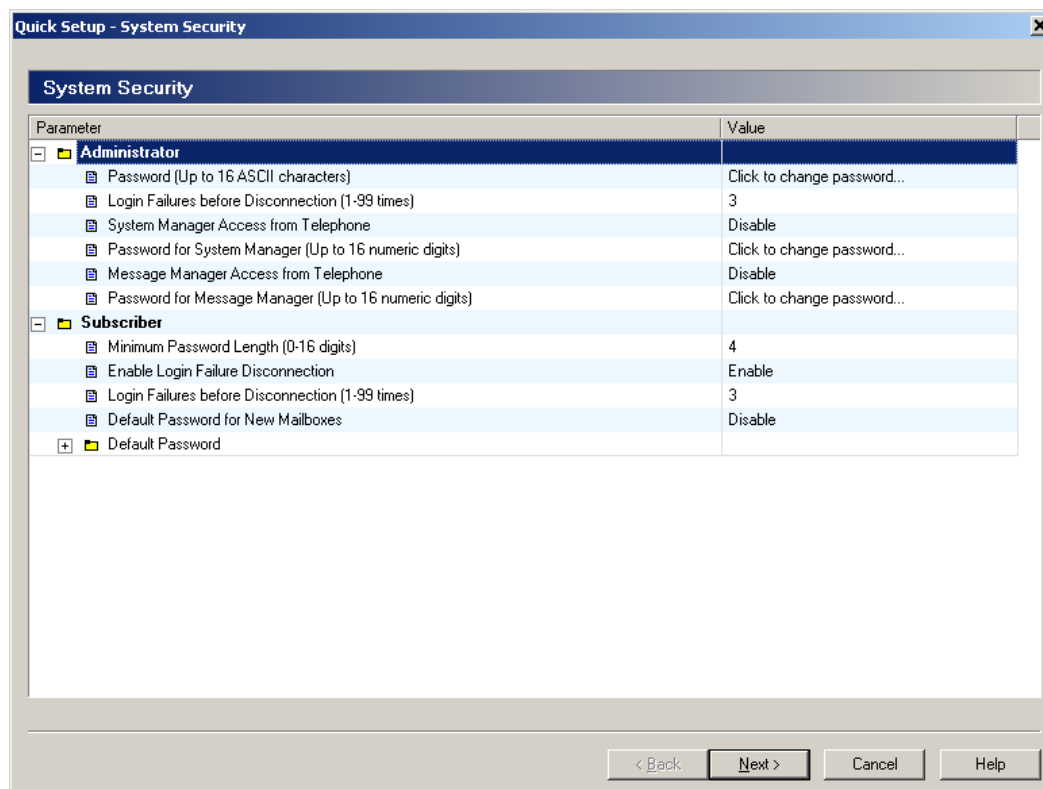 Quick Setup - System Security
System Security
Parameter Value
Administrator
Password (Up to 16 ASCII characters) Click to change password...
Login Failures before Disconnection (1-99 times) 3
System Manager Access from Telephone Disable
Password for System Manager (Up to 16 numeric digits) Click to change password...
Message Manager Access from Telephone Disable
Password for Message Manager (Up to 16 numeric digits) Click to change password...
Subscriber
Minimum Password Length (0-16 digits) 4
Enable Login Failure Disconnection Enable
Login Failures before Disconnection (1-99 times) 3
Default Password for New Mailboxes Disable
Default Password
< Back Next > Cancel Help